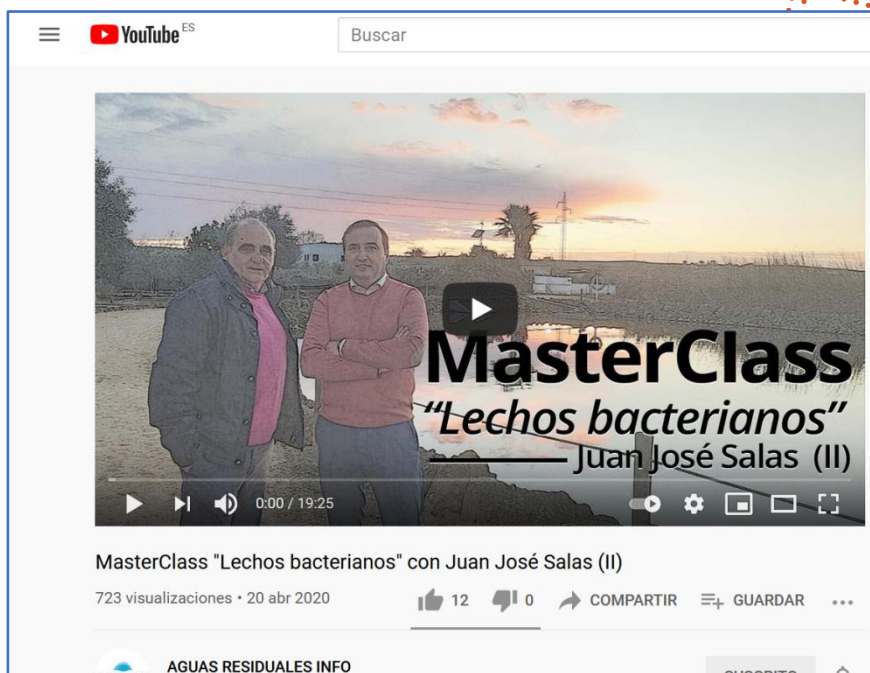 YouTube ES
Buscar
MasterClass
"Lechos bacterianos"
Juan José Salas (II)
0:00 / 19:25
MasterClass "Lechos bacterianos" con Juan José Salas (II)
723 visualizaciones • 20 abr 2020
12
0
COMPARTIR
GUARDAR
AGUAS RESIDUALES INFO
SUSCRITO